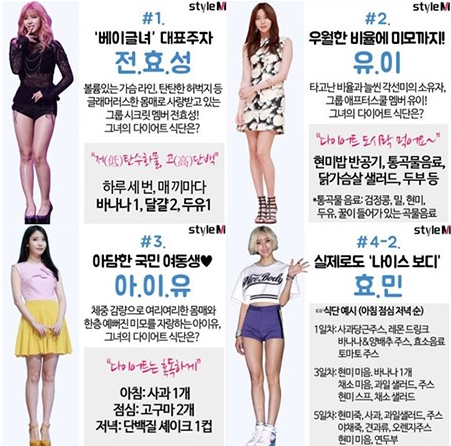 styleM
#1.
'베이글녀' 대표주자
전.효.성
볼륨있는 가슴 라인, 탄탄한 허벅지 등
글래머러스한 몸매로 사랑받고 있는
그룹 시크릿 멤버 전효성!
그녀의 다이어트 식단은?
"저(低)탄수화물, 고(高)단백"
하루 세 번, 매 끼마다
바나나 1, 달걀 2, 두유1
styleM
#2.
우월한 비율에 미모까지!
유.이
타고난 비율과 늘씬 각선미의 소유자,
그룹 애프터스쿨 멤버 유이!
그녀의 다이어트 식단은?
"다이어트 도시락 먹어요~"
현미밥 반공기, 통곡물음료,
닭가슴살 샐러드, 두부 등
*통곡물 음료: 검정콩, 밀, 현미,
두유, 꿀이 들어가 있는 곡물음료
styleM
#3.
아담한 국민 여동생♥
아.이.유
체중 감량으로 여리여리한 몸매와
한층 예뻐진 미모를 자랑하는 아이유,
그녀의 다이어트 식단은?
"다이어트는 혹독하게"
아침: 사과 1개
점심: 고구마 2개
저녁: 단백질 셰이크 1컵
styleM
#4-2.
실제로도 '나이스 보디'
효.민
☞식단 예시 (아침 점심 저녁 순)
1일차: 사과당근주스, 레몬 드링크
바나나&양배추 주스, 효소음료
토마토 주스
3일차: 현미 미음, 바나나 1개
채소 미음, 과일 샐러드, 주스
현미 스프, 채소 샐러드
5일차: 현미죽, 사과, 과일샐러드, 주스
야채죽, 견과류, 오렌지주스
현미 미음, 연두부